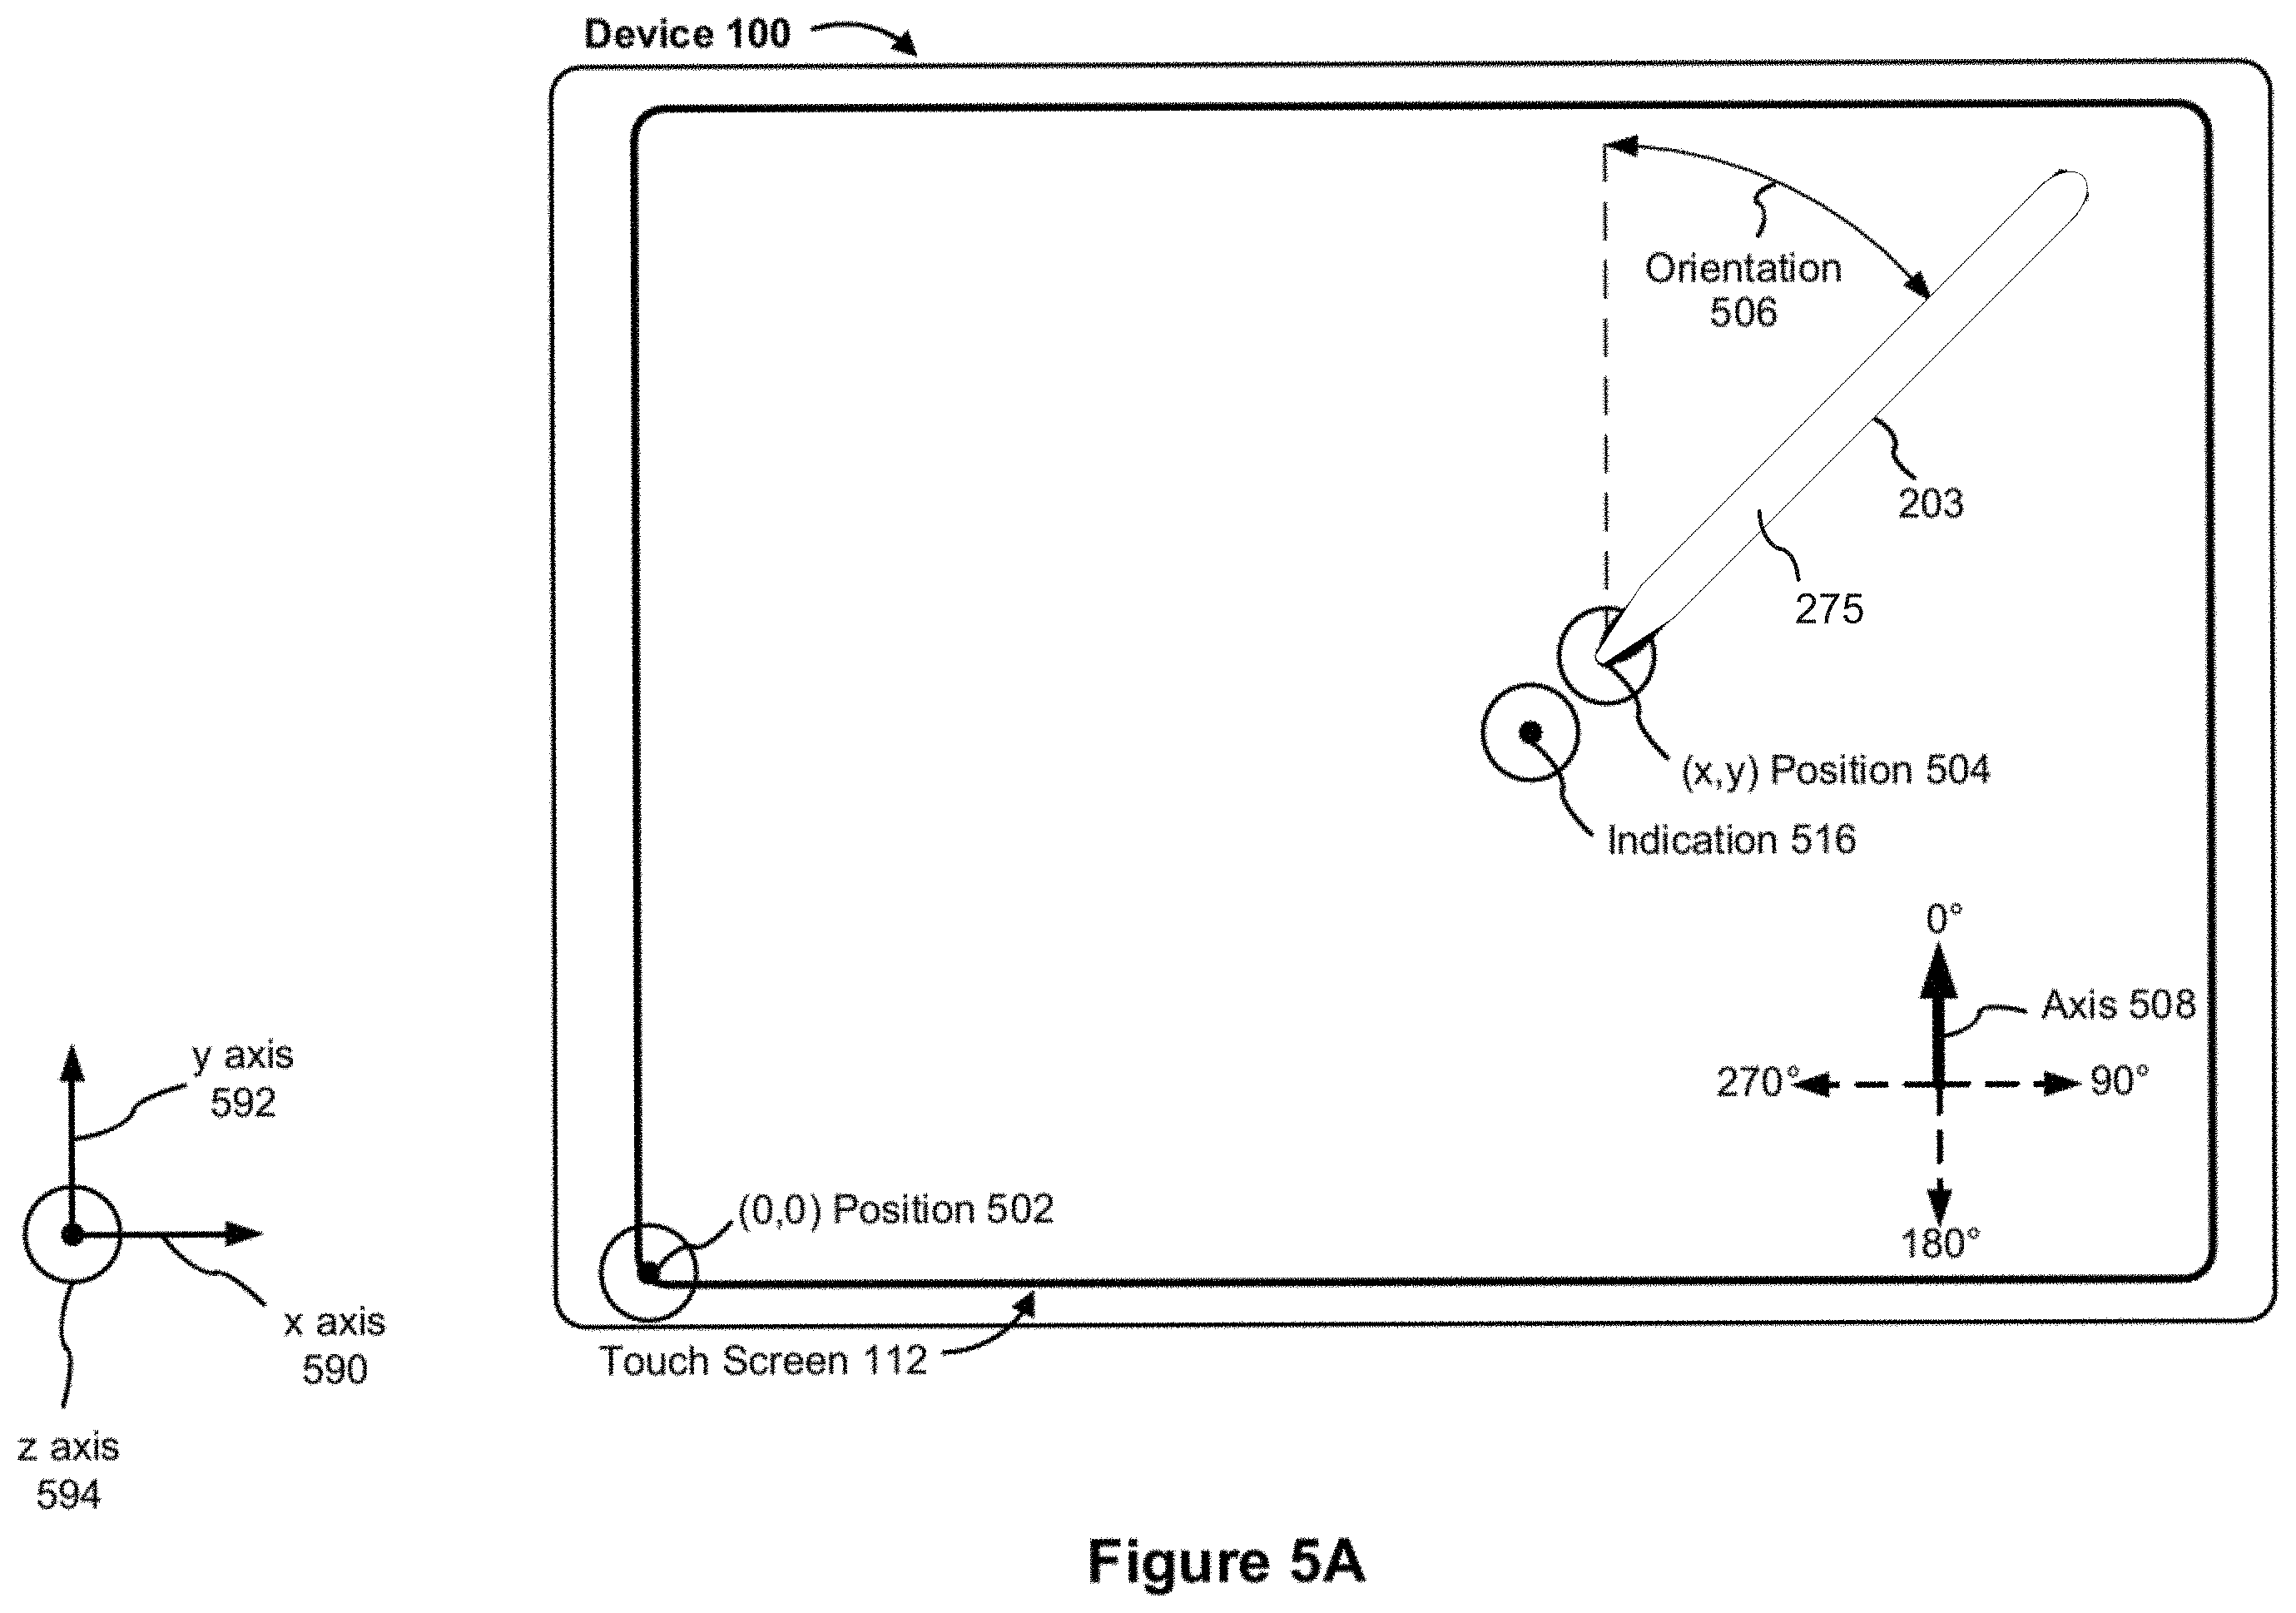 Device 100
Orientation
506
203
275
(x,y) Position 504
Indication 516
0°
Axis 508
270°
90°
180°
y axis
592
(0,0) Position 502
x axis
590
Touch Screen 112
z axis
594
Figure 5A